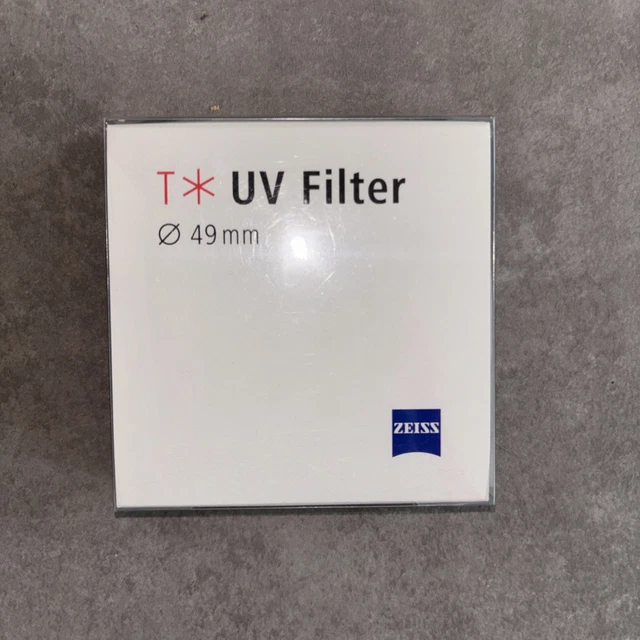 T* UV Filter
Ø 49mm
ZEISS